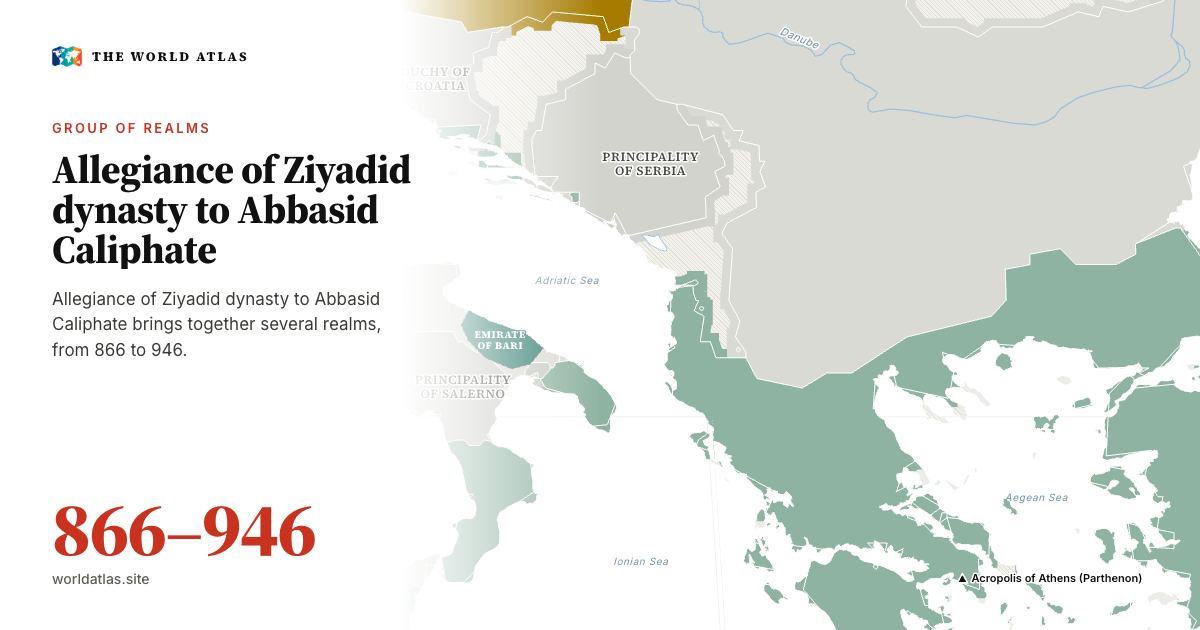 THE WORLD ATLAS
GROUP OF REALMS
Allegiance of Ziyadid
dynasty to Abbasid
Caliphate
Allegiance of Ziyadid dynasty to Abbasid
Caliphate brings together several realms,
from 866 to 946.
866–946
worldatlas.site
DUCHY OF
CROATIA
Danube
PRINCIPALITY
OF SERBIA
Adriatic Sea
EMIRATE
OF BARI
PRINCIPALITY
OF SALERNO
Aegean Sea
Ionian Sea
Acropolis of Athens (Parthenon)